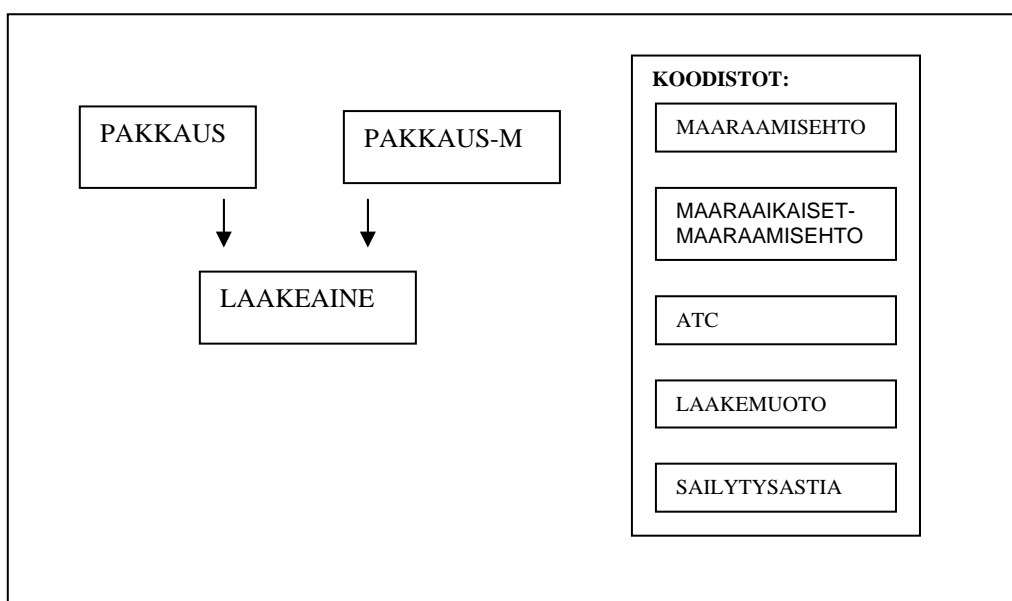 PAKKAUS
PAKKAUS-M
LAAKEAINE
KOODISTOT:
MAARAAMISEHTO
MAARAAIKAISET-
MAARAAMISEHTO
ATC
LAAKEMUOTO
SAILYTYSASTIA